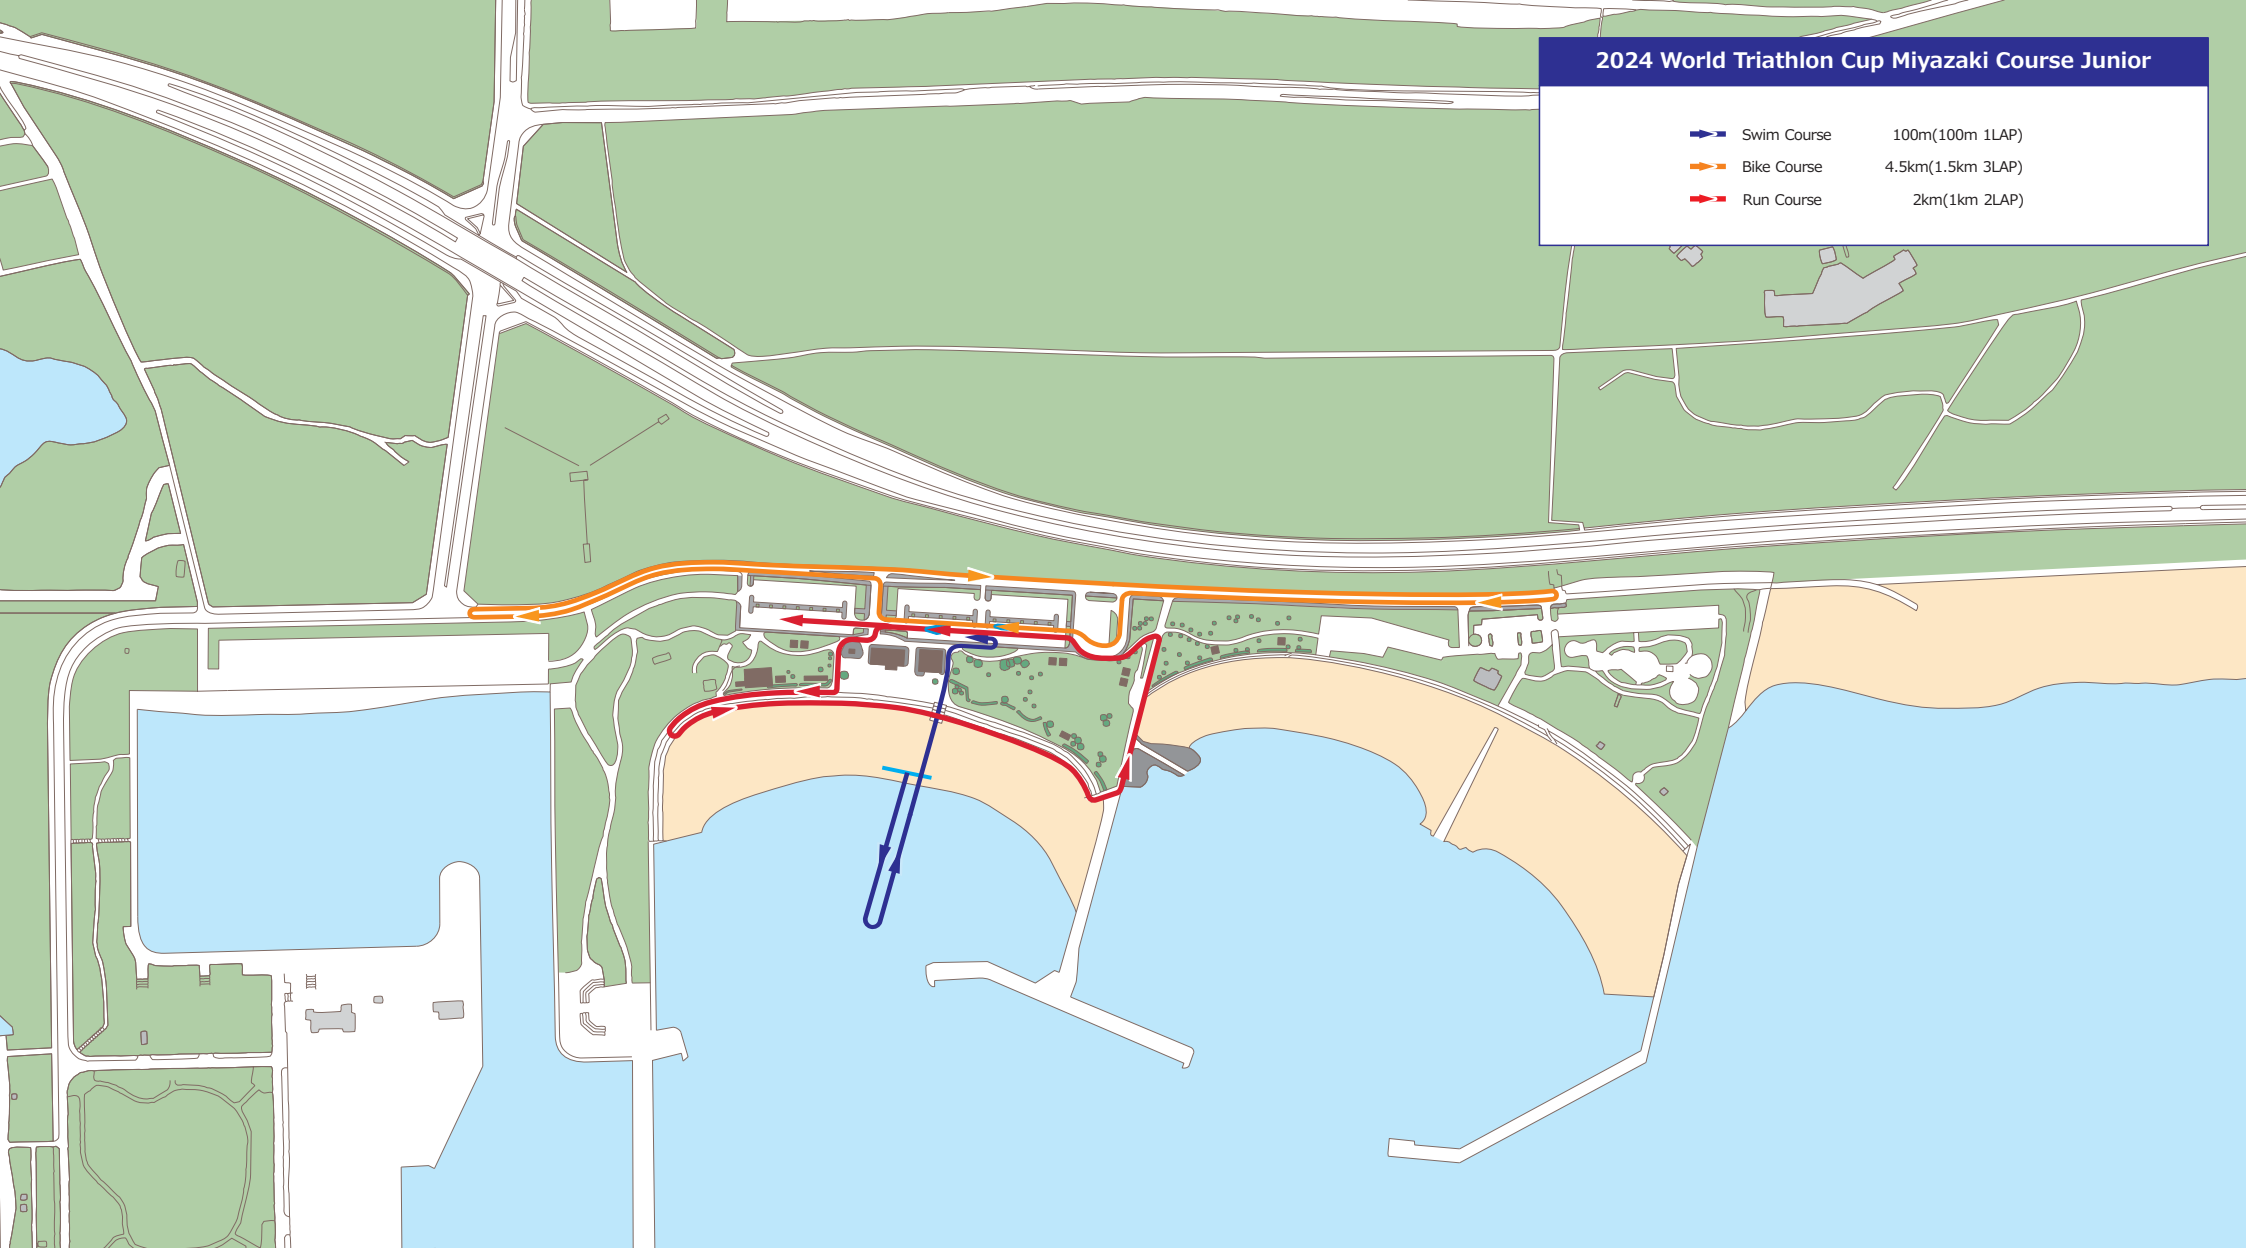 2024 World Triathlon Cup Miyazaki Course Junior
Swim Course 100m(100m 1LAP)
Bike Course 4.5km(1.5km 3LAP)
Run Course 2km(1km 2LAP)